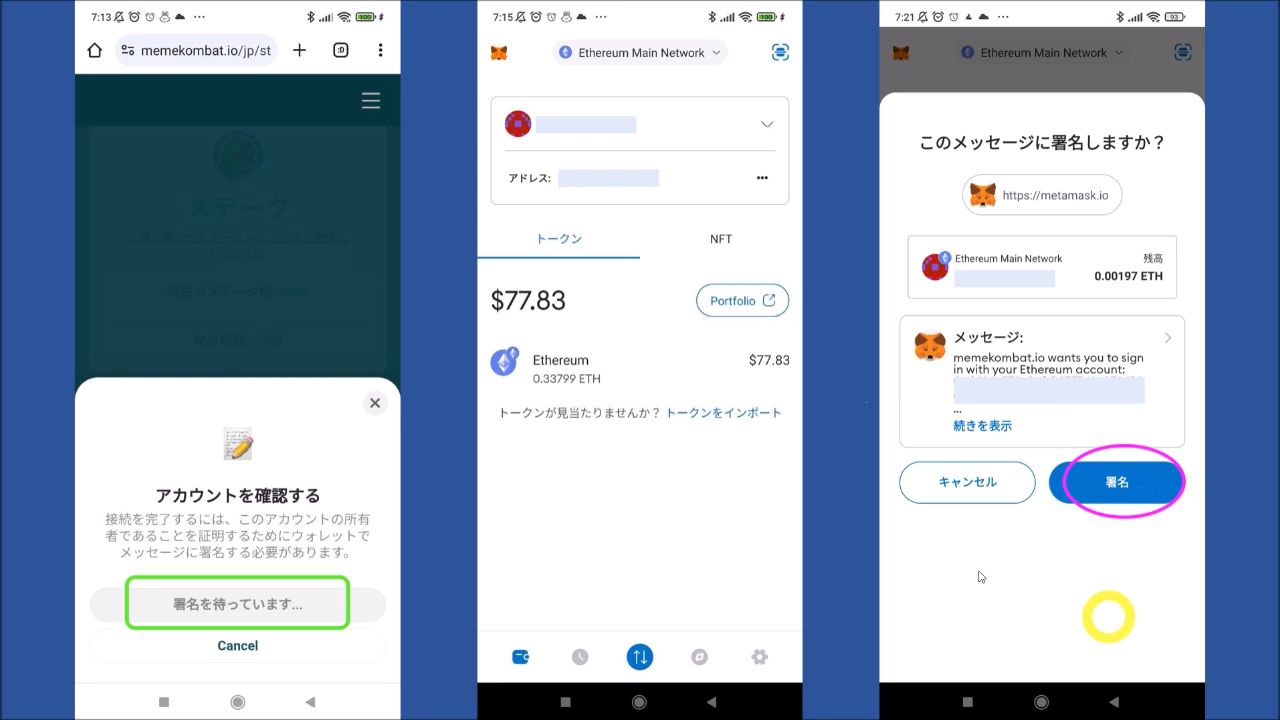 7:13
memekombat.io/jp/st
ステーク
アカウントを確認する
接続を完了するには、このアカウントの所有
者であることを証明するためにウォレットで
メッセージに署名する必要があります。
署名を待っています...
Cancel
7:15
100
Ethereum Main Network
アドレス:
トークン
NFT
$77.83
Portfolio
Ethereum
$77.83
0.33799 ETH
トークンが見当たりませんか？ トークンをインポート
7:21
93
Ethereum Main Network
このメッセージに署名しますか？
https://metamask.io
Ethereum Main Network
残高
0.00197 ETH
メッセージ:
memekombat.io wants you to sign
in with your Ethereum account:
...
続きを表示
キャンセル
署名